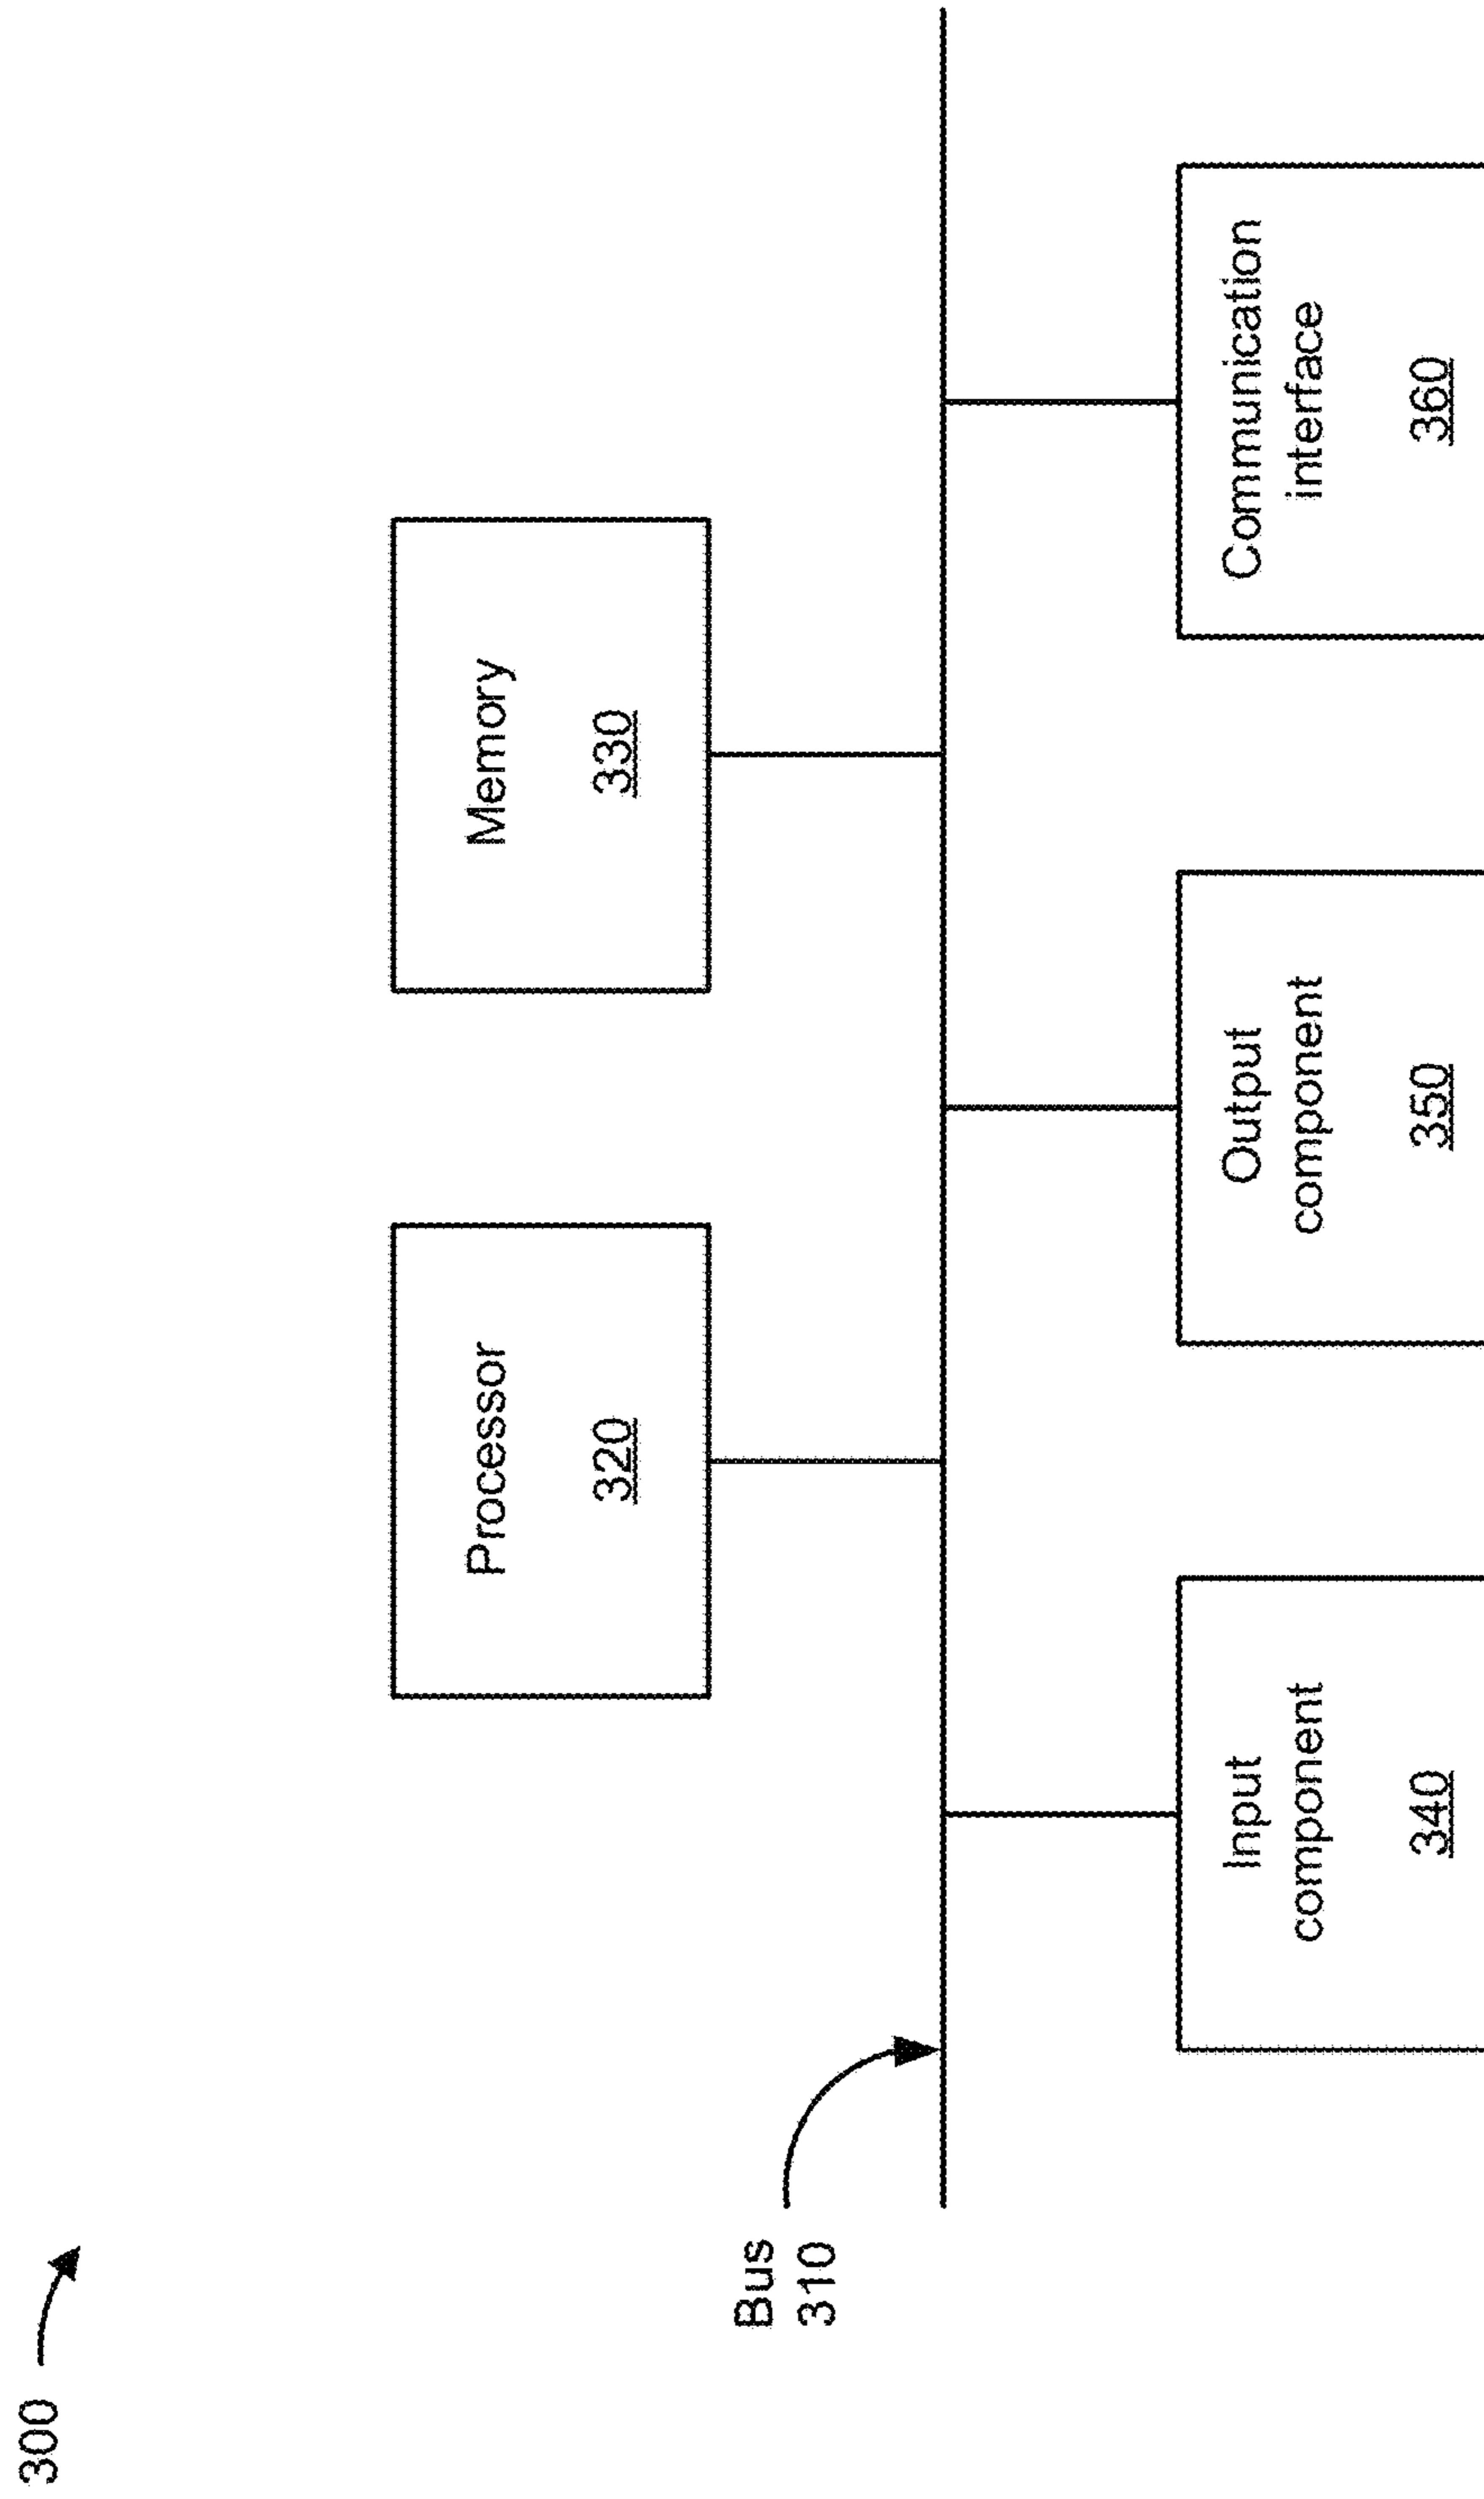 300
Processor
320
Memory
330
Bus
310
Input
component
340
Output
component
350
Communication
interface
360